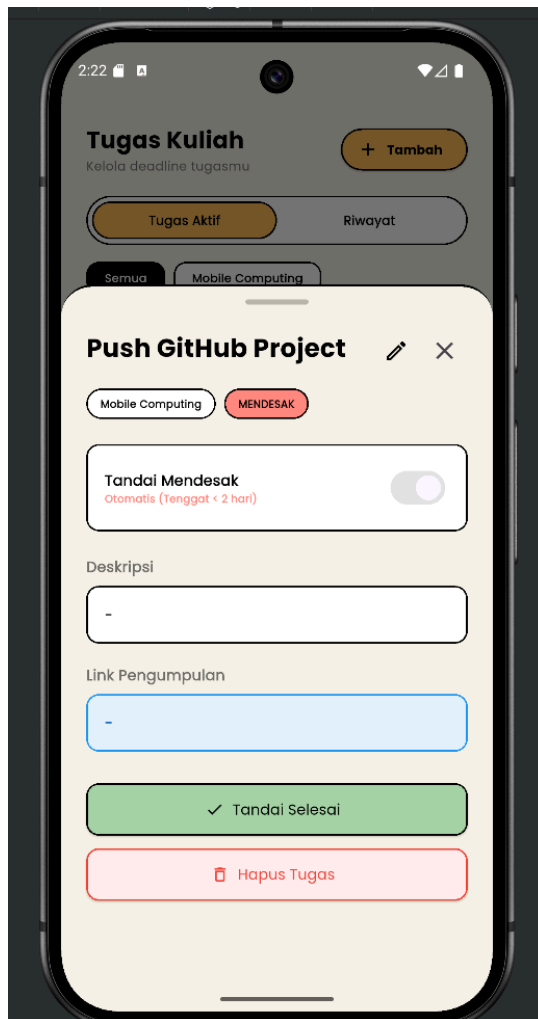 2:22
Tugas Kuliah
Kelola deadline tugasmu
+ Tambah
Tugas Aktif
Riwayat
Semua
Mobile Computing
Push GitHub Project
Mobile Computing
MENDESAK
Tandai Mendesak
Otomatis (Tenggat < 2 hari)
Deskripsi
-
Link Pengumpulan
-
Tandai Selesai
Hapus Tugas